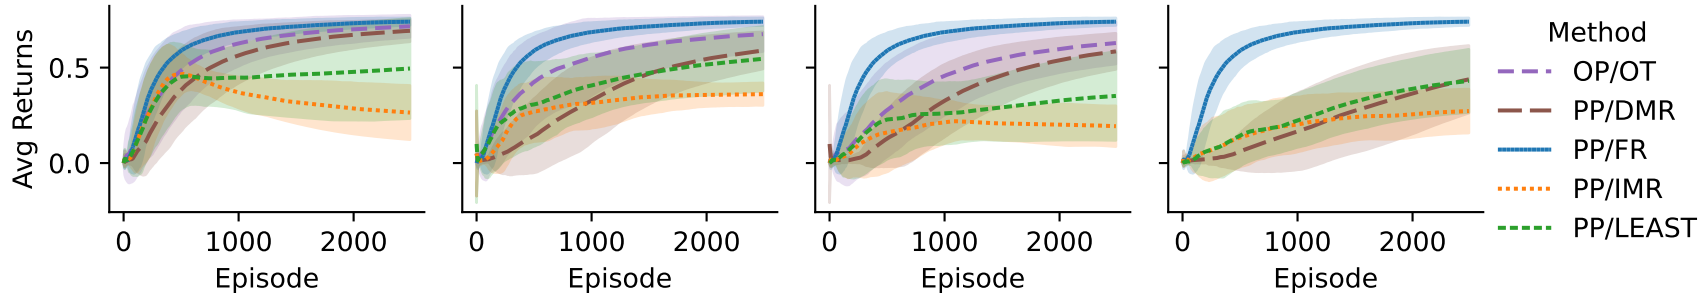 Avg Returns
0.5
0.0
0 1000 2000
Episode
0 1000 2000
Episode
0 1000 2000
Episode
0 1000 2000
Episode
Method
OP/OT
PP/DMR
PP/FR
PP/IMR
PP/LEAST